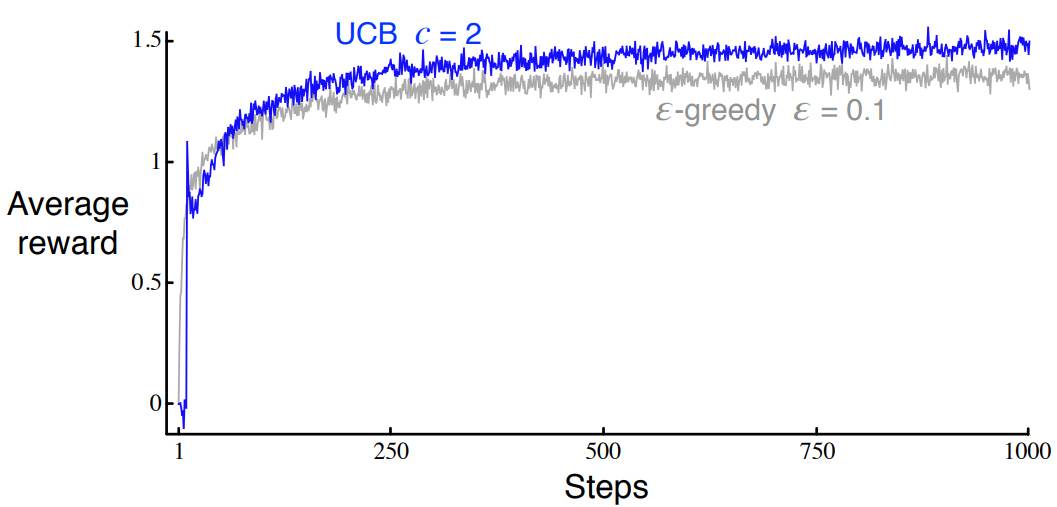 UCB c = 2
1.5
ε-greedy ε = 0.1
1
Average
reward
0.5
0
1
250
500
750
1000
Steps